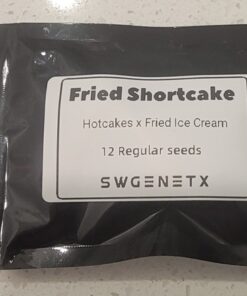 Fried Shortcake
Hotcakes x Fried Ice Cream
12 Regular seeds
SWGENETX